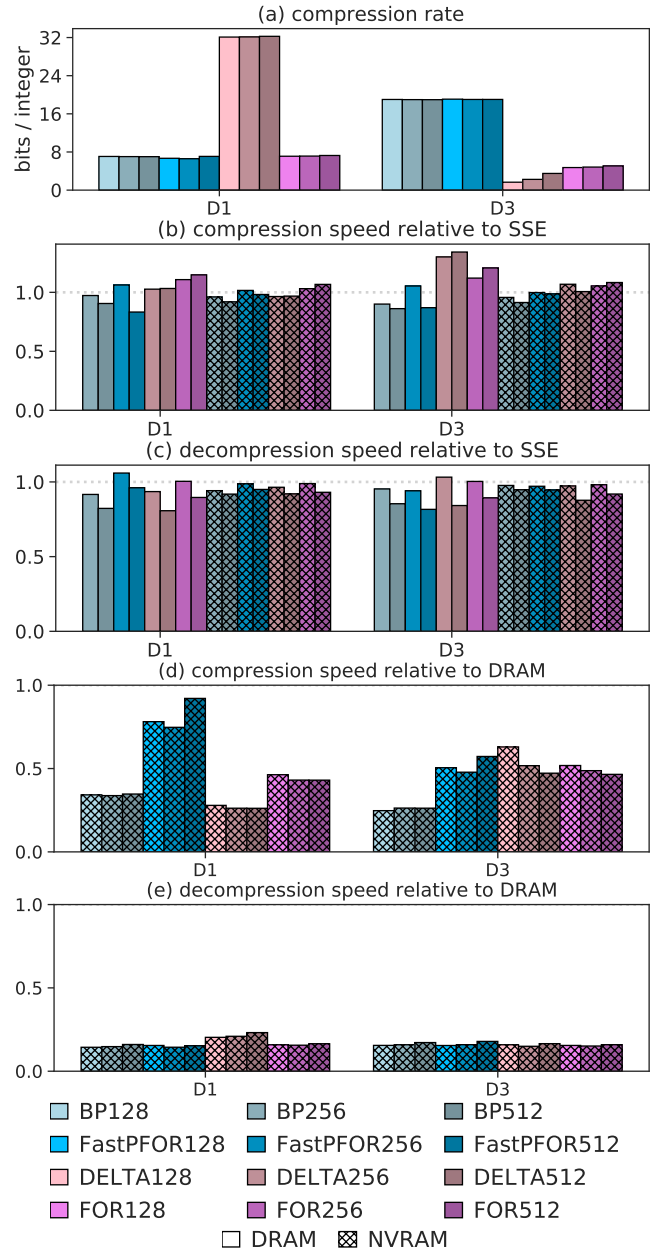 (a) compression rate
bits / integer
32
24
16
8
0
D1 D3
(b) compression speed relative to SSE
1.0
0.5
0.0
D1 D3
(c) decompression speed relative to SSE
1.0
0.5
0.0
D1 D3
(d) compression speed relative to DRAM
1.0
0.5
0.0
D1 D3
(e) decompression speed relative to DRAM
1.0
0.5
0.0
D1 D3
BP128 BP256 BP512
FastPFOR128 FastPFOR256 FastPFOR512
DELTA128 DELTA256 DELTA512
FOR128 FOR256 FOR512
DRAM NVRAM